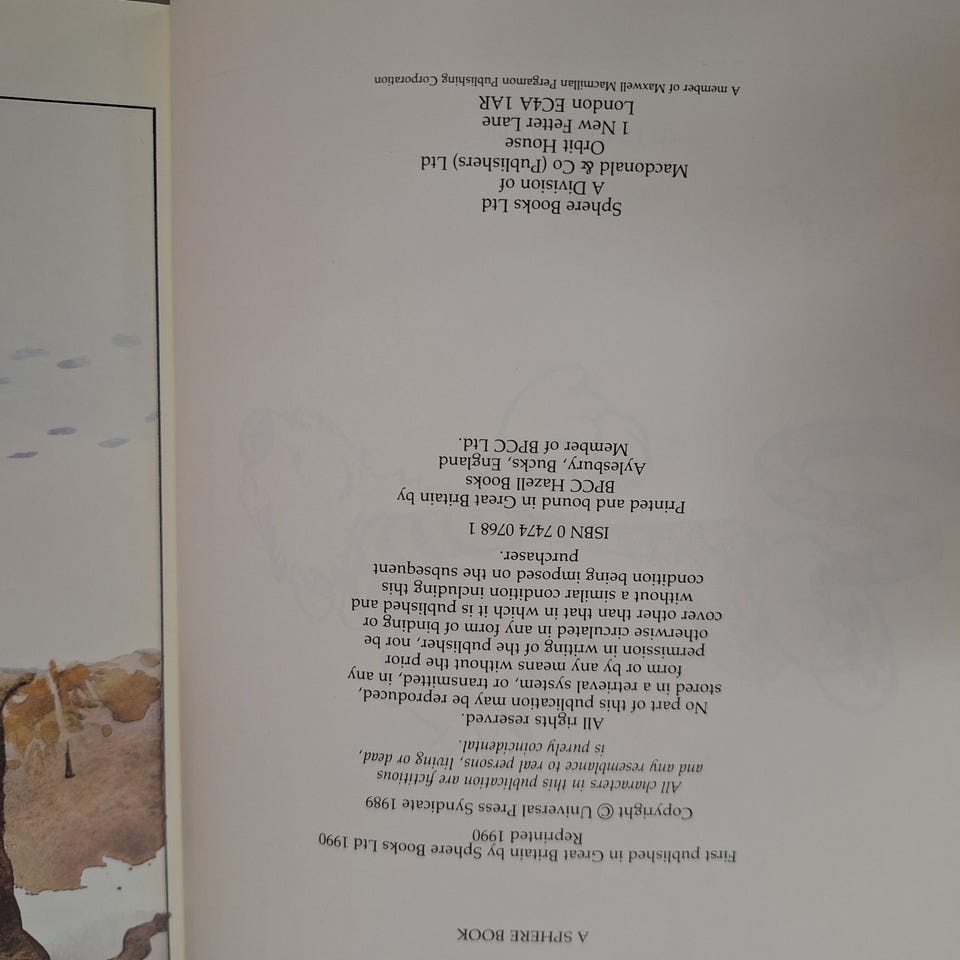 A SPHERE BOOK
First published in Great Britain by Sphere Books Ltd 1990
Reprinted 1990
Copyright © Universal Press Syndicate 1989
All characters in this publication are fictitious
and any resemblance to real persons, living or dead,
is purely coincidental.
All rights reserved.
No part of this publication may be reproduced,
stored in a retrieval system, or transmitted, in any
form or by any means without the prior
permission in writing of the publisher, nor be
otherwise circulated in any form of binding or
cover other than that in which it is published and
without a similar condition including this
condition being imposed on the subsequent
purchaser.
ISBN 0 7474 0768 1
Printed and bound in Great Britain by
BPCC Hazell Books
Aylesbury, Bucks, England
Member of BPCC Ltd.
Sphere Books Ltd
A Division of
Macdonald & Co (Publishers) Ltd
Orbit House
1 New Fetter Lane
London EC4A 1AR
A member of Maxwell Macmillan Pergamon Publishing Corporation